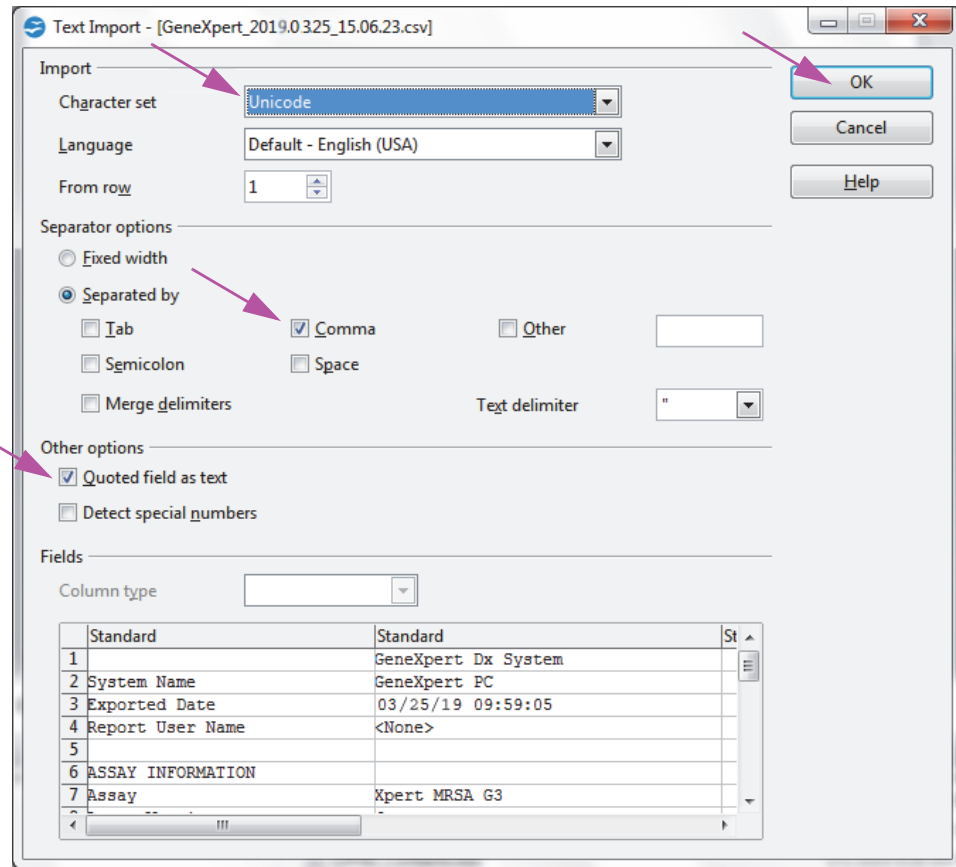 Text Import - [GeneXpert_2019.0325_15.06.23.csv]
Import
OK
Character set
Unicode
Cancel
Language
Default - English (USA)
From row
1
Help
Separator options
Fixed width
Separated by
Tab
Comma
Other
Semicolon
Space
Merge delimiters
Text delimiter
"
Other options
Quoted field as text
Detect special numbers
Fields
Column type
Standard Standard St
1 GeneXpert Dx System
2 System Name GeneXpert PC
3 Exported Date 03/25/19 09:59:05
4 Report User Name <None>
5
6 ASSAY INFORMATION
7 Assay Xpert MRSA G3